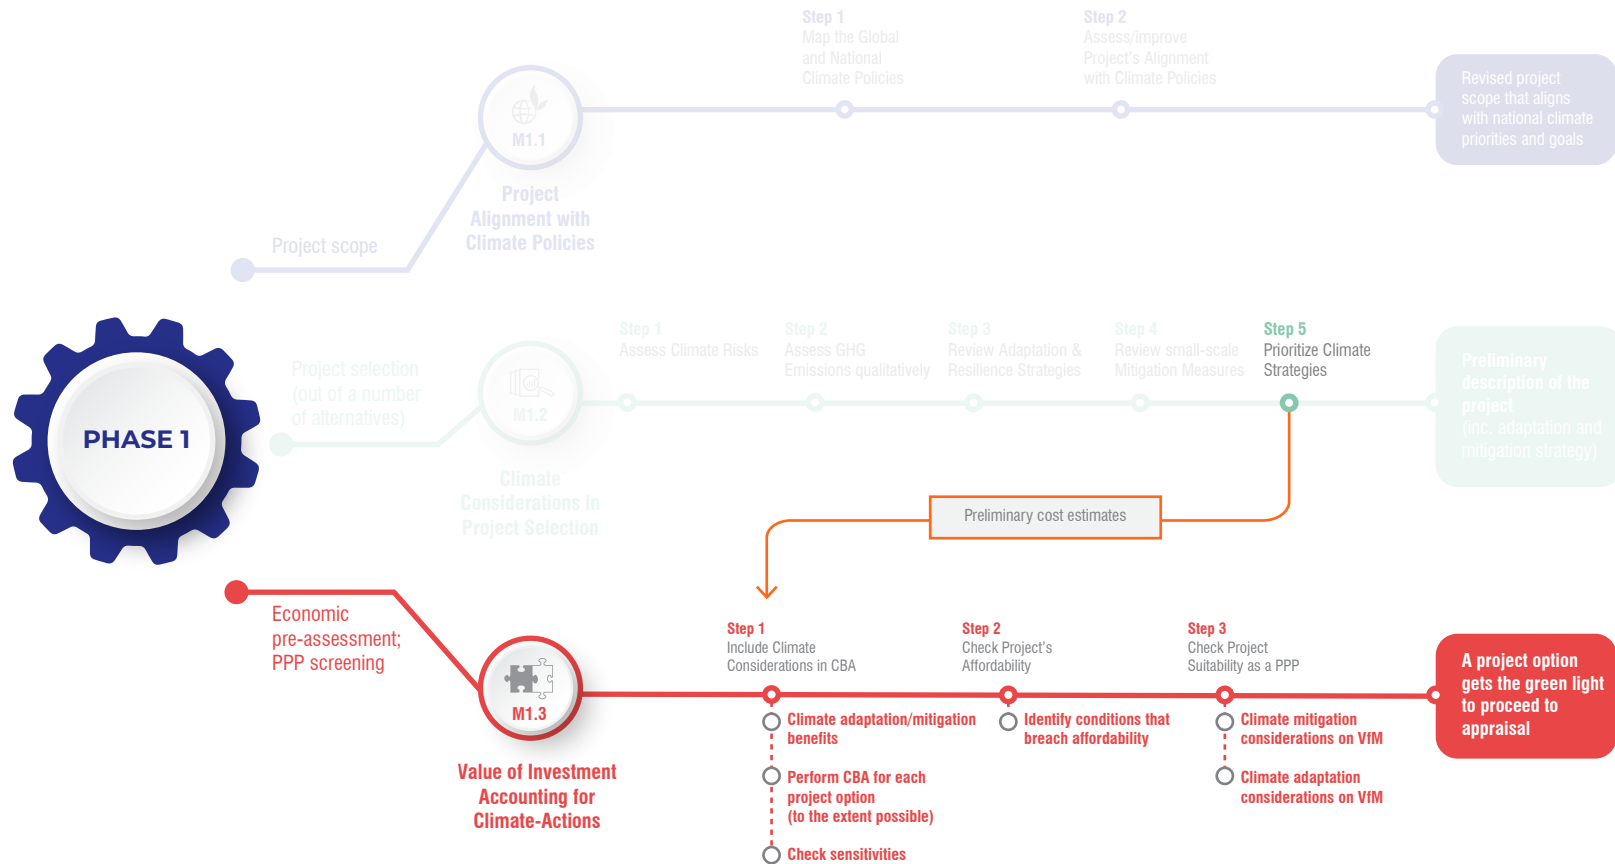 Step 1
Map the Global
and National
Climate Policies
Step 2
Assess/improve
Project's Alignment
with Climate Policies
Revised project
scope that aligns
with national climate
priorities and goals
M1.1
Project
Alignment with
Climate Policies
Project scope
PHASE 1
Project selection
(out of a number
of alternatives)
M1.2
Climate
Considerations in
Project Selection
Step 1
Assess Climate Risks
Step 2
Assess GHG
Emissions qualitatively
Step 3
Review Adaptation &
Resilience Strategies
Step 4
Review small-scale
Mitigation Measures
Step 5
Prioritize Climate
Strategies
Preliminary
description of the
project
(inc. adaptation and
mitigation strategy)
Preliminary cost estimates
Economic
pre-assessment;
PPP screening
M1.3
Value of Investment
Accounting for
Climate-Actions
Step 1
Include Climate
Considerations in CBA
Climate adaptation/mitigation
benefits
Perform CBA for each
project option
(to the extent possible)
Check sensitivities
Step 2
Check Project's
Affordability
Identify conditions that
breach affordability
Step 3
Check Project
Suitability as a PPP
Climate mitigation
considerations on VfM
Climate adaptation
considerations on VfM
A project option
gets the green light
to proceed to
appraisal